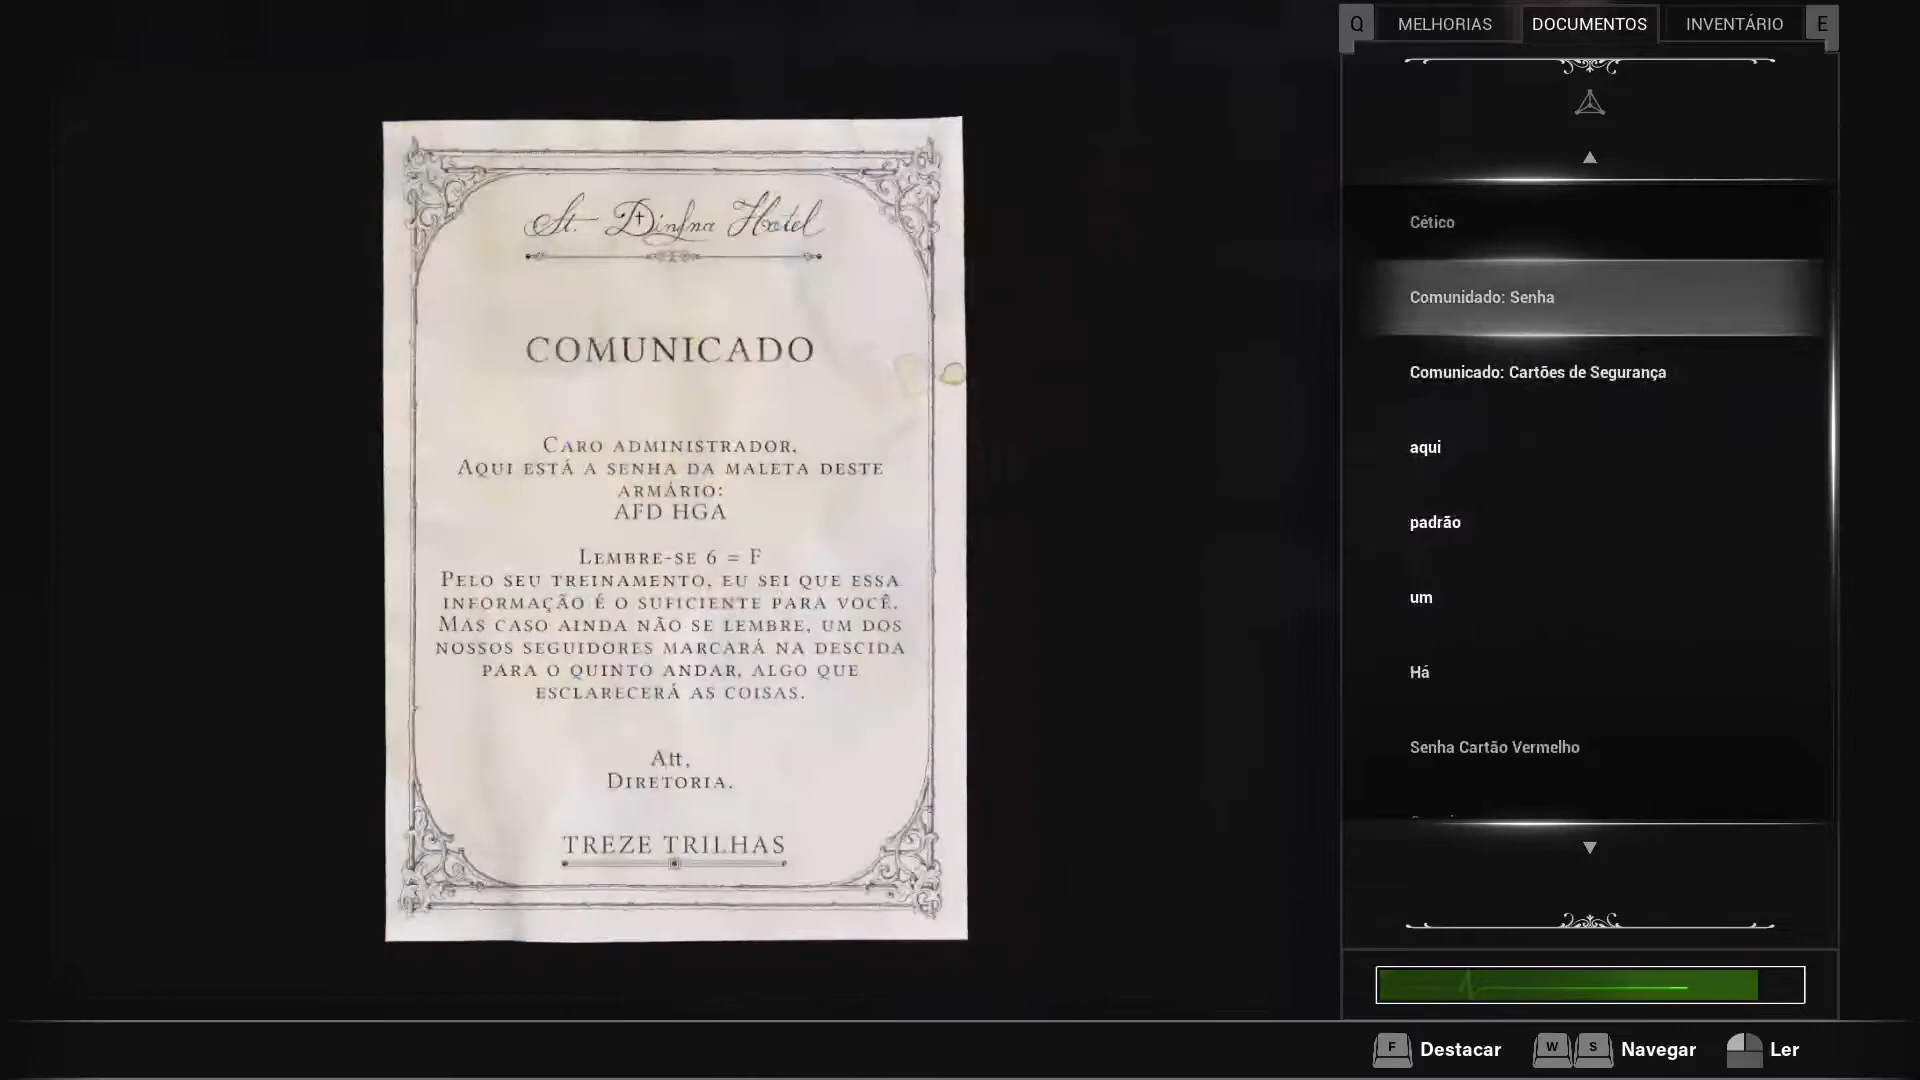 Q
MELHORIAS
DOCUMENTOS
INVENTÁRIO
E
St. Dinfna Hotel
COMUNICADO
CARO ADMINISTRADOR,
AQUI ESTÁ A SENHA DA MALETA DESTE
ARMÁRIO:
AFD HGA
LEMBRE-SE 6 = F
PELO SEU TREINAMENTO, EU SEI QUE ESSA
INFORMAÇÃO É O SUFICIENTE PARA VOCÊ.
MAS CASO AINDA NÃO SE LEMBRE, UM DOS
NOSSOS SEGUIDORES MARCARÁ NA DESCIDA
PARA O QUINTO ANDAR, ALGO QUE
ESCLARECERÁ AS COISAS.
Att,
DIRETORIA.
TREZE TRILHAS
Cético
Comunidado: Senha
Comunicado: Cartões de Segurança
aqui
padrão
um
Há
Senha Cartão Vermelho
F Destacar
W S Navegar
Ler